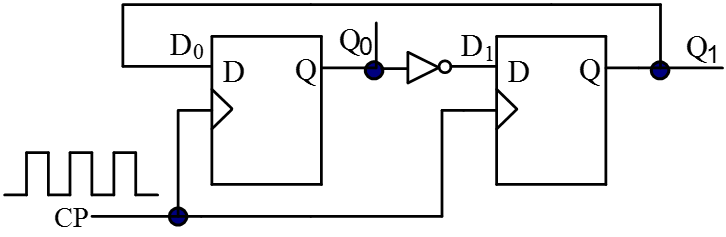 D₀ Q₀ D₁ Q₁
D Q D Q
CP